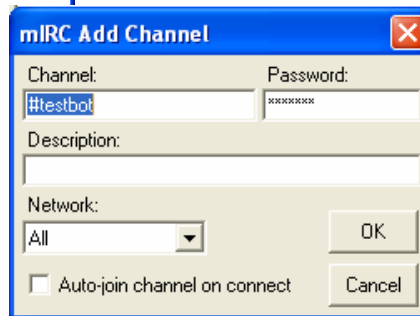 mIRC Add Channel
Channel: Password:
#testbot *******
Description:
Network:
All
OK
Auto-join channel on connect
Cancel